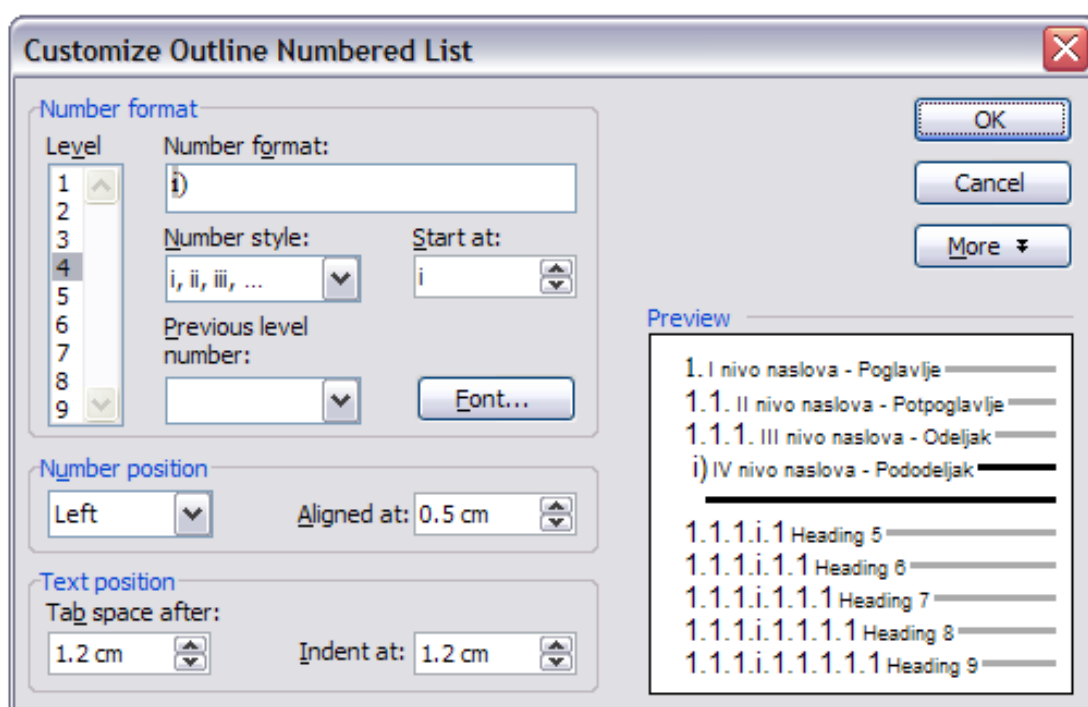 Customize Outline Numbered List
Number format
Level
1
2
3
4
5
6
7
8
9
Number format:
i)
Number style:
i, ii, iii, ...
Start at:
i
Previous level
number:
Font...
Number position
Left
Aligned at: 0.5 cm
Text position
Tab space after:
1.2 cm
Indent at: 1.2 cm
OK
Cancel
More
Preview
1. I nivo naslova - Poglavlje
1.1. II nivo naslova - Potpoglavlje
1.1.1. III nivo naslova - Odeljak
i) IV nivo naslova - Pododeljak
1.1.1.i.1 Heading 5
1.1.1.i.1.1 Heading 6
1.1.1.i.1.1.1 Heading 7
1.1.1.i.1.1.1.1 Heading 8
1.1.1.i.1.1.1.1.1 Heading 9